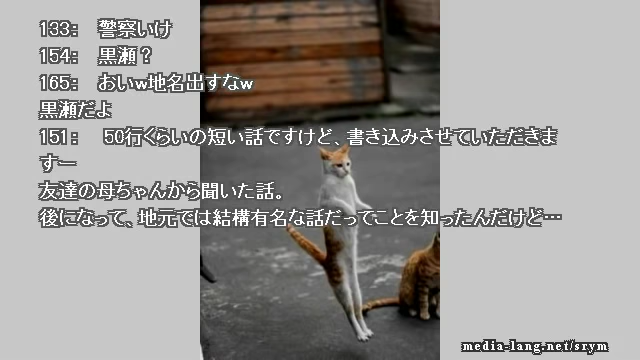 133： 警察いけ
154： 黒瀬？
165： おいw地名出すなw
黒瀬だよ
151： 50行くらいの短い話ですけど、書き込みさせていただきま
すー
友達の母ちゃんから聞いた話。
後になって、地元では結構有名な話だってことを知ったんだけど…
media-lang.net/srym